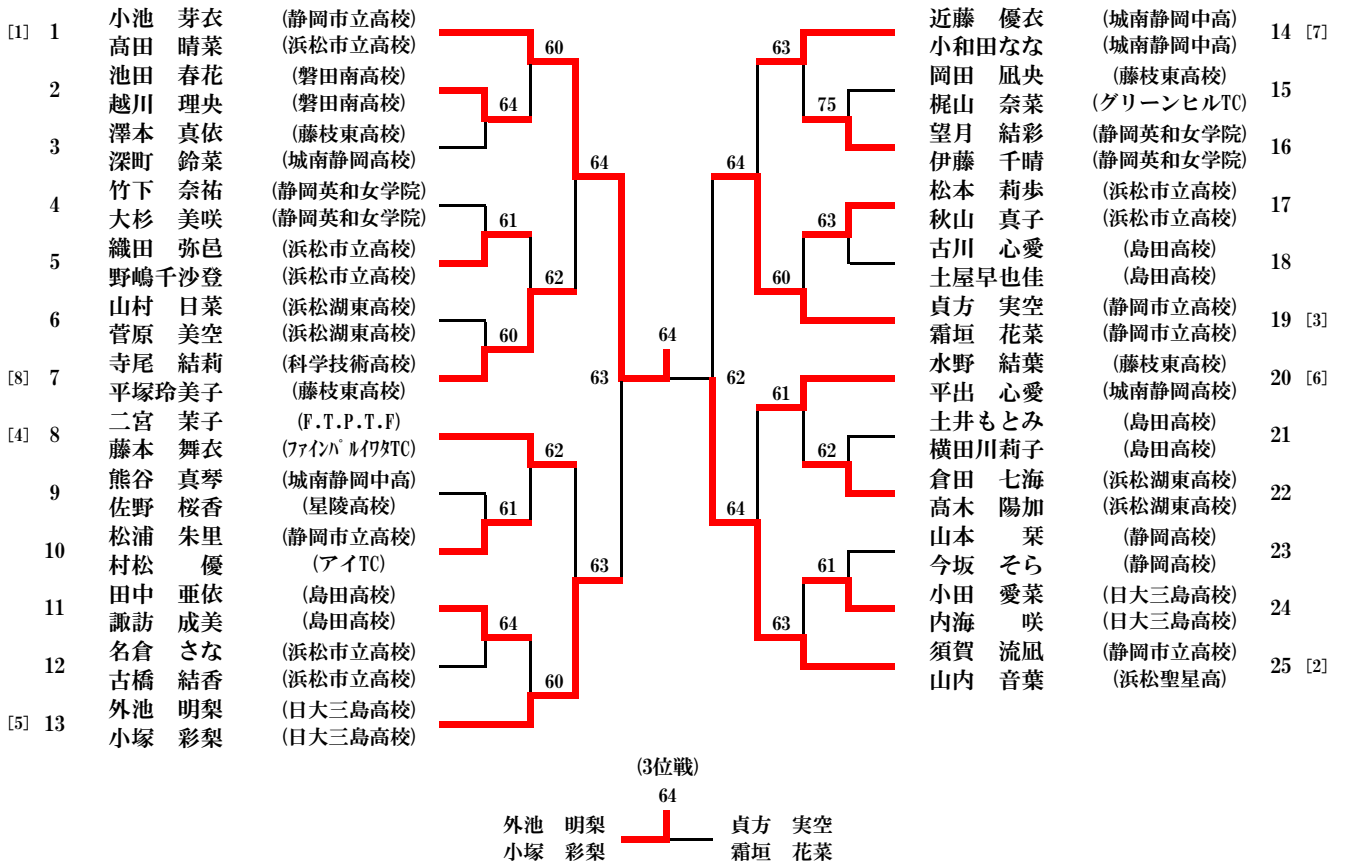 小池　芽衣 (静岡市立高校)
[1] 1
高田　晴菜 (浜松市立高校)
60
池田　春花 (磐田南高校)
2
越川　理央 (磐田南高校)
64
澤本　真依 (藤枝東高校)
3
深町　鈴菜 (城南静岡高校)
64
竹下　奈祐 (静岡英和女学院)
4
大杉　美咲 (静岡英和女学院)
61
織田　弥邑 (浜松市立高校)
5
野嶋千沙登 (浜松市立高校)
62
山村　日菜 (浜松湖東高校)
6
菅原　美空 (浜松湖東高校)
60
寺尾　結莉 (科学技術高校)
[8] 7
平塚玲美子 (藤枝東高校)
63
二宮　茉子 (F.T.P.T.F)
[4] 8
藤本　舞衣 (ﾌｧｲﾝﾊﾟﾙｲﾜﾀTC)
62
熊谷　真琴 (城南静岡中高)
9
佐野　桜香 (星陵高校)
61
松浦　朱里 (静岡市立高校)
10
村松　　優 (アイTC)
63
田中　亜依 (島田高校)
11
諏訪　成美 (島田高校)
64
名倉　さな (浜松市立高校)
12
古橋　結香 (浜松市立高校)
60
外池　明梨 (日大三島高校)
[5] 13
小塚　彩梨 (日大三島高校)
64
近藤　優衣 (城南静岡中高)
14 [7]
小和田なな (城南静岡中高)
63
岡田　凪央 (藤枝東高校)
15
梶山　奈菜 (グリーンヒルTC)
75
望月　結彩 (静岡英和女学院)
16
伊藤　千晴 (静岡英和女学院)
64
松本　莉歩 (浜松市立高校)
17
秋山　真子 (浜松市立高校)
63
古川　心愛 (島田高校)
18
土屋早也佳 (島田高校)
60
貞方　実空 (静岡市立高校)
19 [3]
霜垣　花菜 (静岡市立高校)
62
水野　結葉 (藤枝東高校)
20 [6]
平出　心愛 (城南静岡高校)
61
土井もとみ (島田高校)
21
横田川莉子 (島田高校)
62
倉田　七海 (浜松湖東高校)
22
高木　陽加 (浜松湖東高校)
64
山本　　栞 (静岡高校)
23
今坂　そら (静岡高校)
61
小田　愛菜 (日大三島高校)
24
内海　　咲 (日大三島高校)
63
須賀　流凪 (静岡市立高校)
25 [2]
山内　音葉 (浜松聖星高)
(3位戦)
64
外池　明梨 貞方　実空
小塚　彩梨 霜垣　花菜